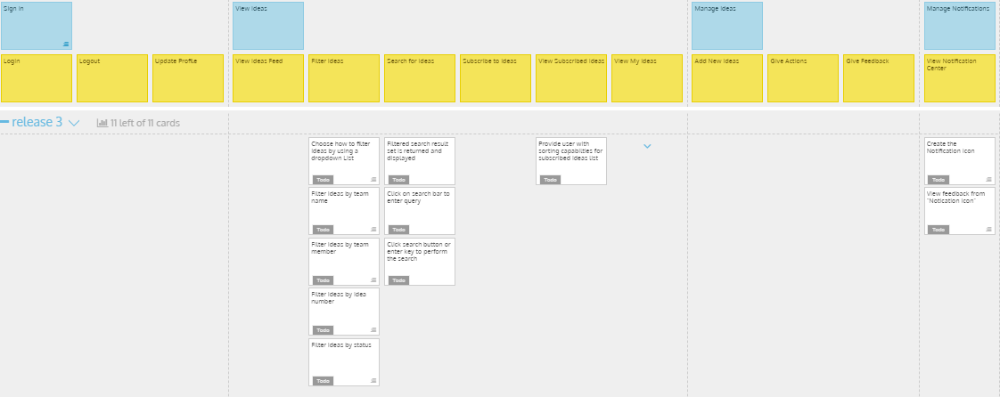 Sign In
View Ideas
Manage Ideas
Manage Notifications
Login
Logout
Update Profile
View Ideas Feed
Filter Ideas
Search for Ideas
Subscribe to Ideas
View Subscribed Ideas
View My Ideas
Add New Ideas
Give Actions
Give Feedback
View Notification
Center
release 3
11 left of 11 cards
Choose how to filter
ideas by using a
dropdown List
Todo
Filtered search result
set is returned and
displayed
Todo
Provide user with
sorting capabilities for
subscribed ideas list
Todo
Create the
Notification Icon
Todo
Filter ideas by team
name
Todo
Click on search bar to
enter query
Todo
View feedback from
"Notication Icon"
Todo
Filter ideas by team
member
Todo
Click search button or
enter key to perform
the search
Todo
Filter ideas by idea
number
Todo
Filter ideas by status
Todo